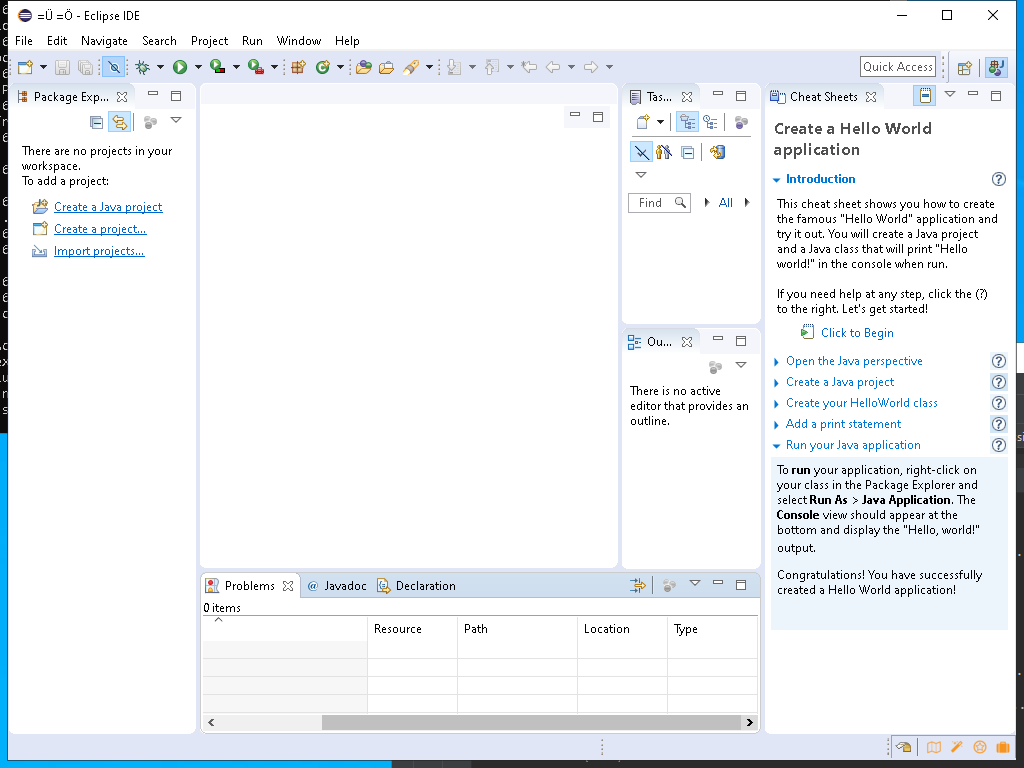 =Ü =Ö - Eclipse IDE
File Edit Navigate Search Project Run Window Help
Quick Access
Package Exp...
There are no projects in your
workspace.
To add a project:
Create a Java project
Create a project...
Import projects...
Tas...
Find
All
Ou...
There is no active
editor that provides an
outline.
Cheat Sheets
Create a Hello World
application
Introduction
This cheat sheet shows you how to create
the famous "Hello World" application and
try it out. You will create a Java project
and a Java class that will print "Hello
world!" in the console when run.
If you need help at any step, click the (?)
to the right. Let's get started!
Click to Begin
Open the Java perspective
Create a Java project
Create your HelloWorld class
Add a print statement
Run your Java application
To run your application, right-click on
your class in the Package Explorer and
select Run As > Java Application. The
Console view should appear at the
bottom and display the "Hello, world!"
output.
Congratulations! You have successfully
created a Hello World application!
Problems @ Javadoc Declaration
0 items
Resource Path Location Type